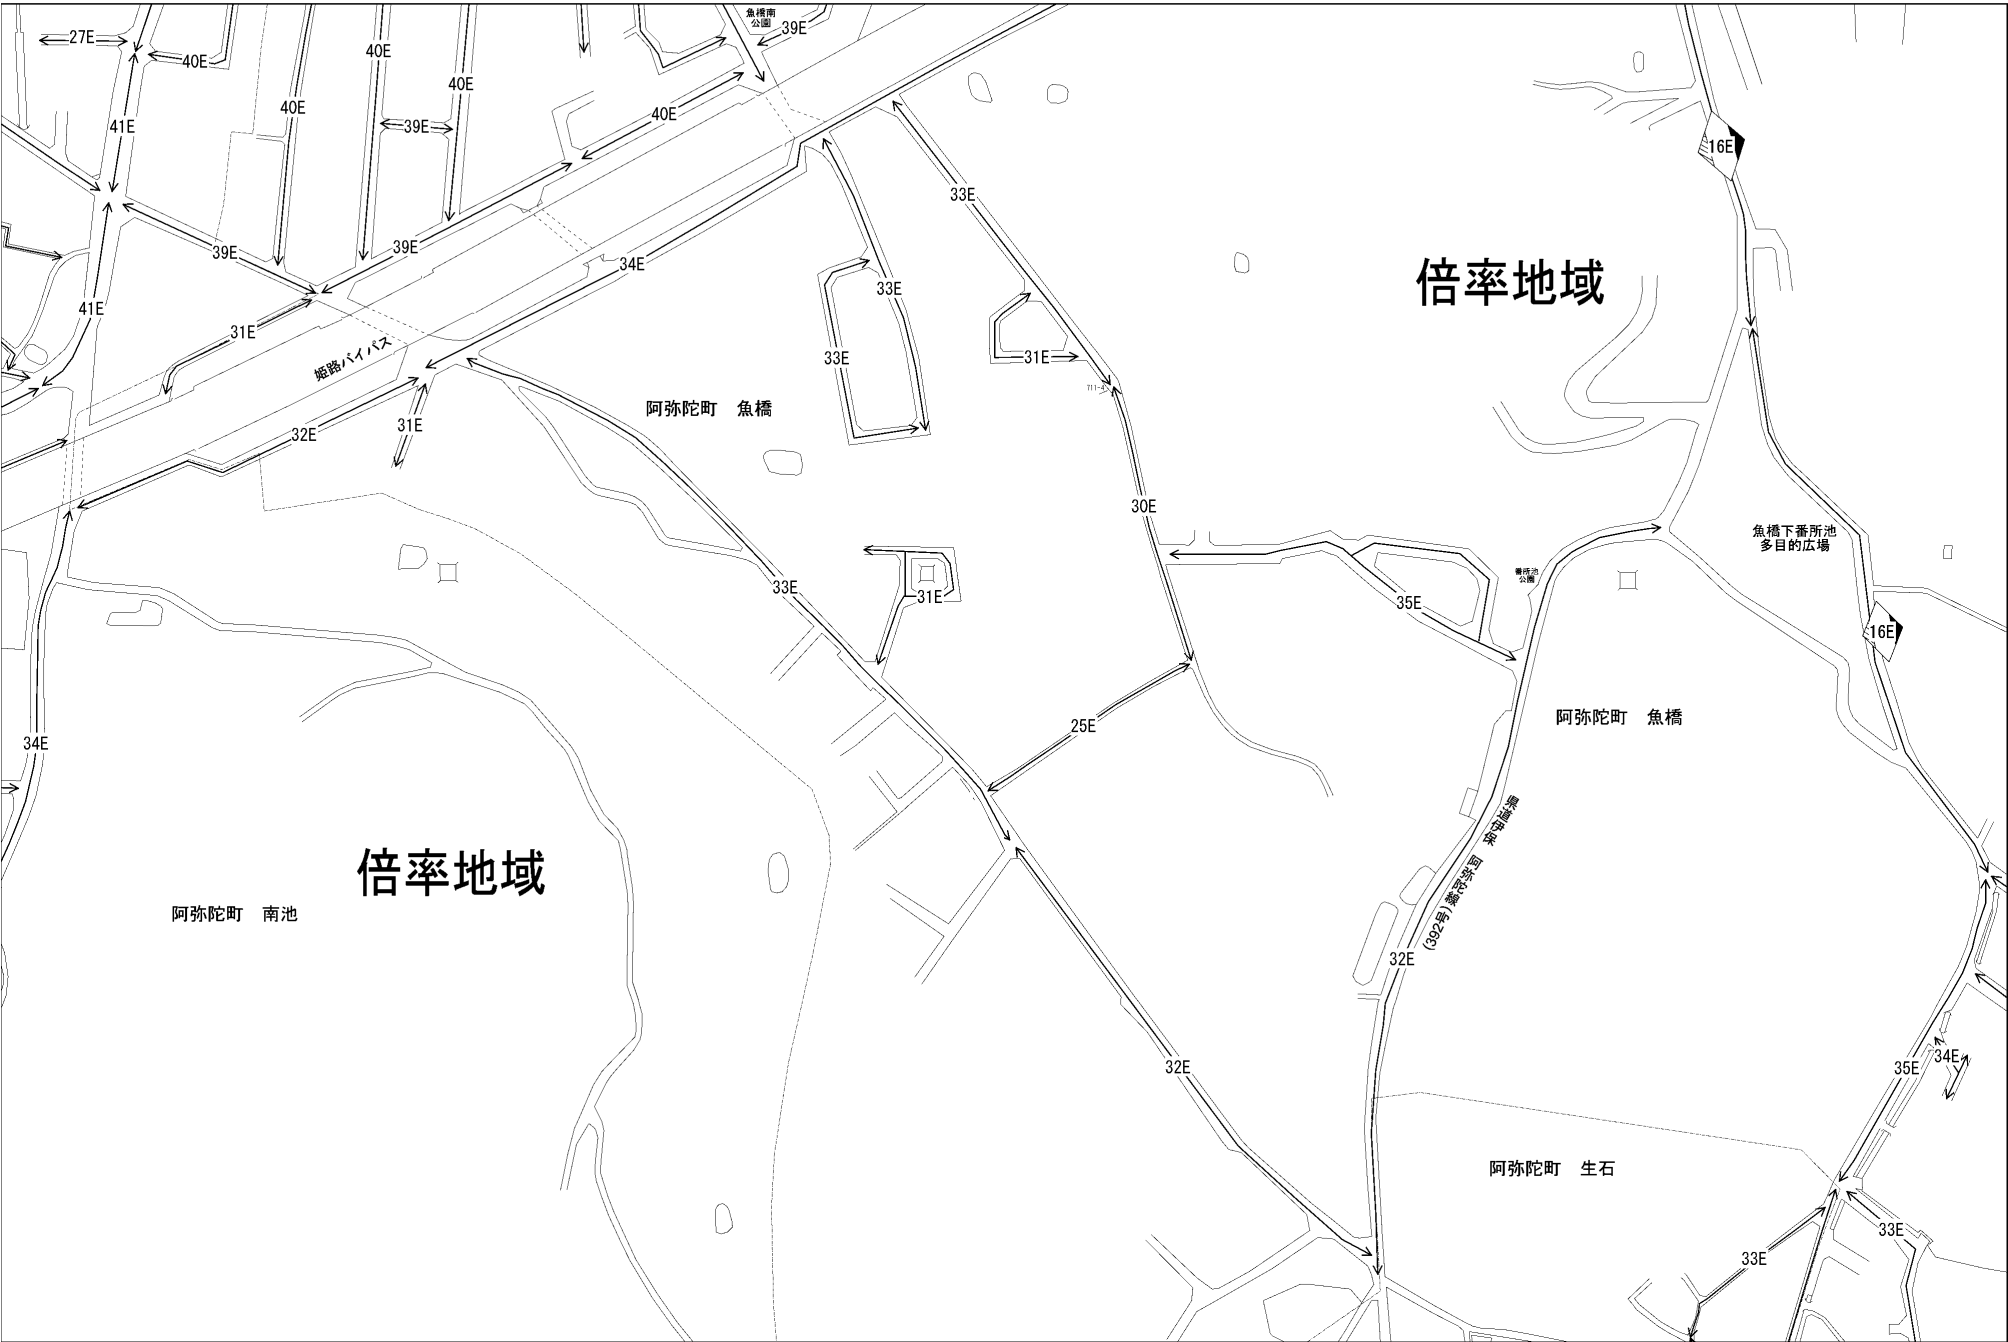 魚橋南
公園
27E
39E
40E
40E
40E
40E
40E
41E
39E
16E
33E
39E
39E
34E
倍率地域
33E
41E
31E
姫路バイパス
33E
31E
711-4
阿弥陀町 魚橋
31E
32E
30E
魚橋下番所池
多目的広場
番所池
公園
33E
31E
35E
16E
阿弥陀町 魚橋
25E
34E
県道伊保
阿弥陀線(392号)
倍率地域
阿弥陀町 南池
32E
32E
35E
34E
阿弥陀町 生石
33E
33E